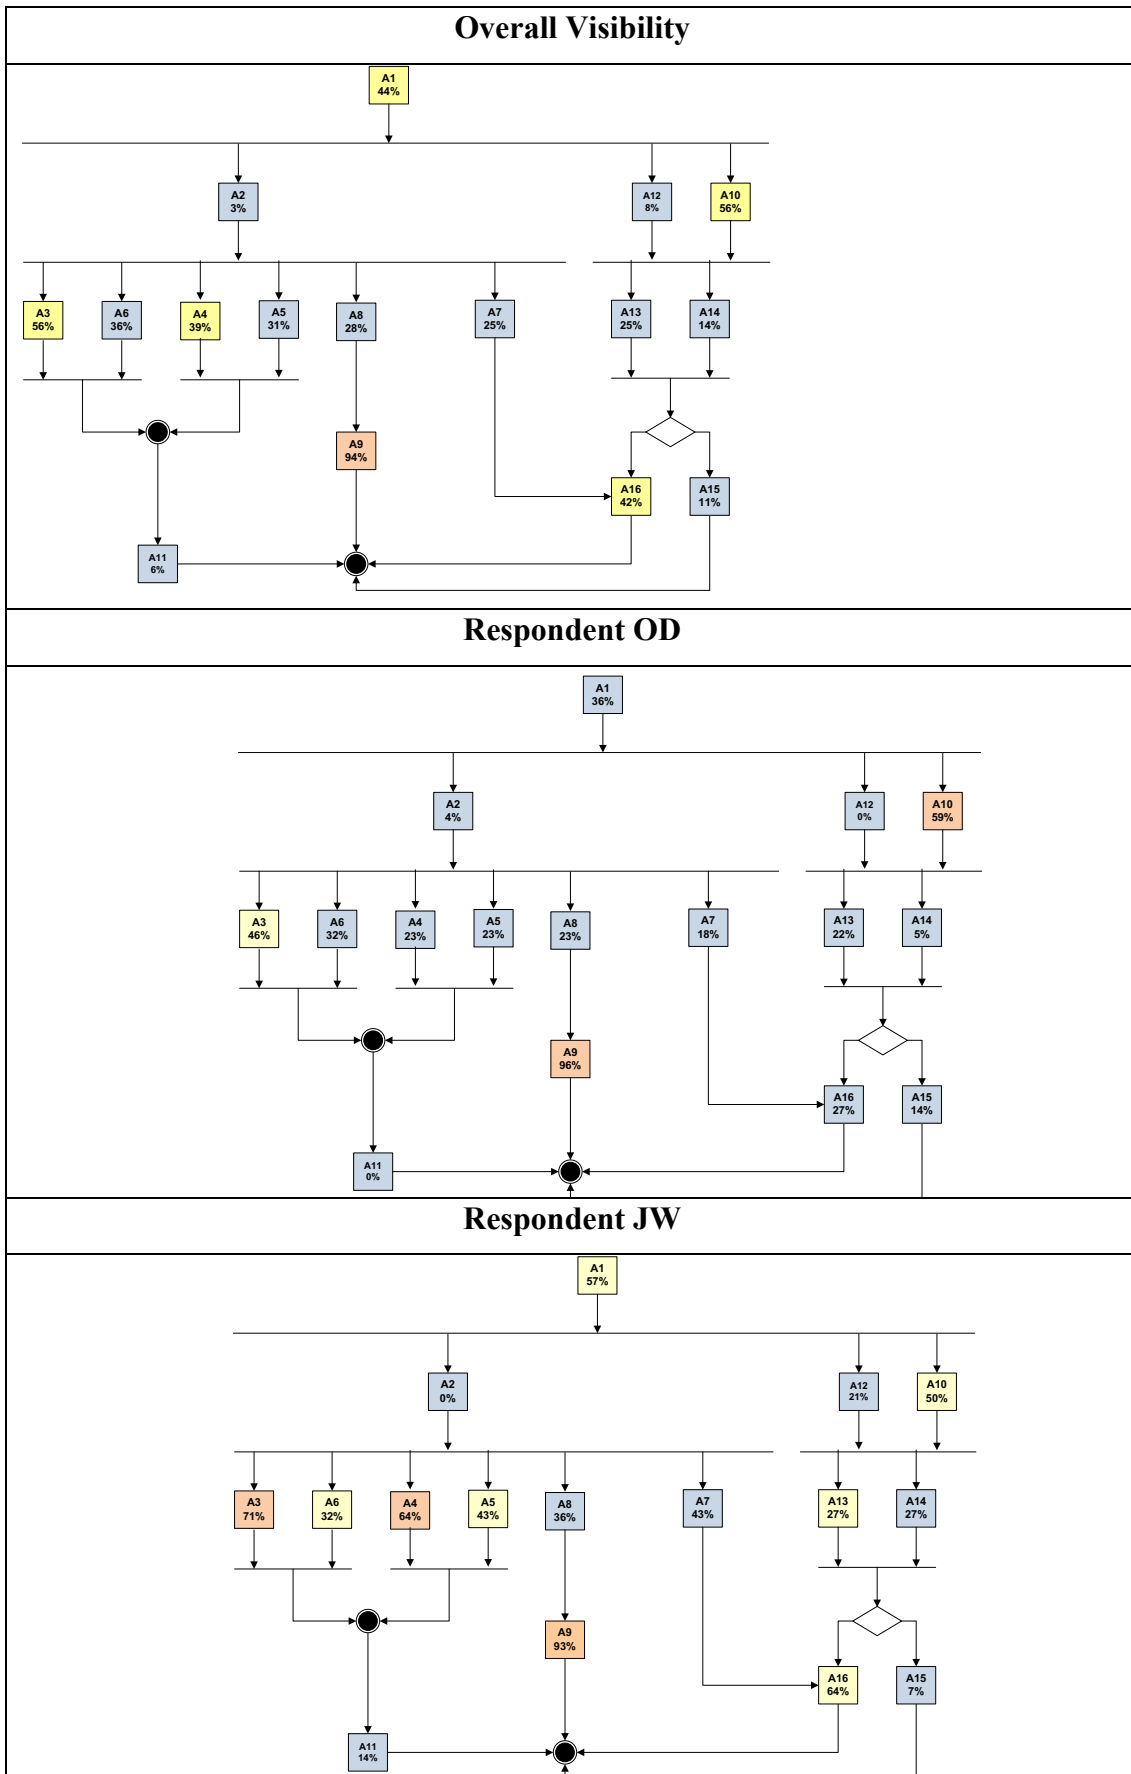 Overall Visibility
A1
44%
A2
3%
A12
8%
A10
56%
A3
56%
A6
36%
A4
39%
A5
31%
A8
28%
A7
25%
A13
25%
A14
14%
A9
94%
A16
42%
A15
11%
A11
6%
Respondent OD
A1
36%
A2
4%
A12
0%
A10
59%
A3
46%
A6
32%
A4
23%
A5
23%
A8
23%
A7
18%
A13
22%
A14
5%
A9
96%
A16
27%
A15
14%
A11
0%
Respondent JW
A1
57%
A2
0%
A12
21%
A10
50%
A3
71%
A6
32%
A4
64%
A5
43%
A8
36%
A7
43%
A13
27%
A14
27%
A9
93%
A16
64%
A15
7%
A11
14%